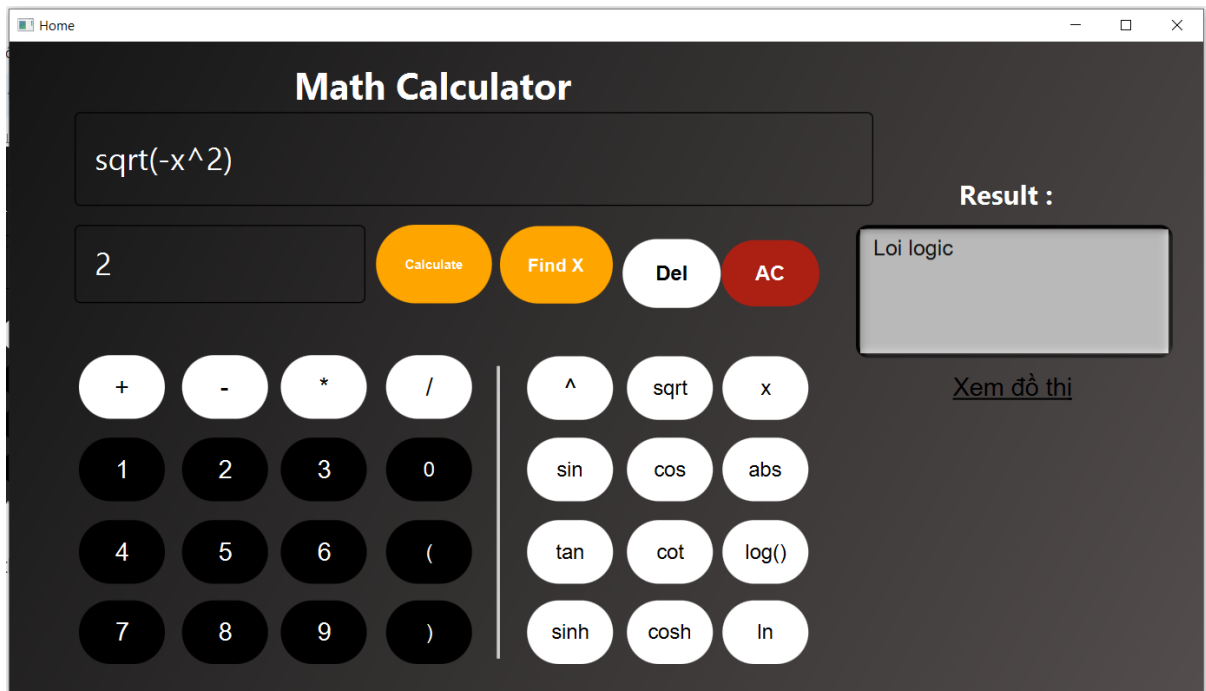 Home
Math Calculator
sqrt(-x^2)
Result :
2
Calculate
Find X
Del
AC
Loi logic
Xem đồ thị
+ - * /
^ sqrt x
1 2 3 0
sin cos abs
4 5 6 (
tan cot log()
7 8 9 )
sinh cosh ln